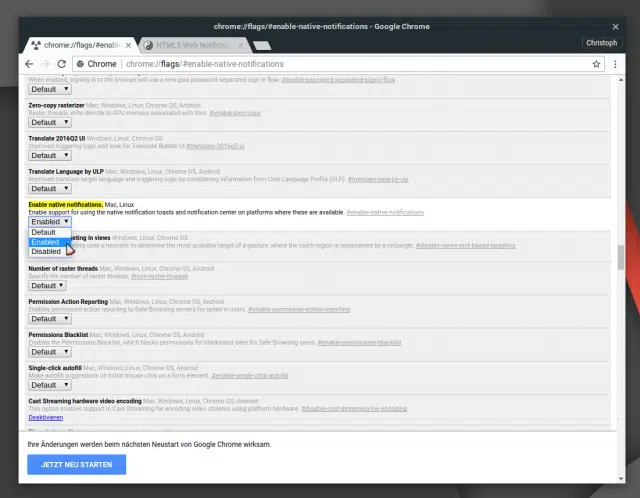 chrome://flags/#enable-native-notifications - Google Chrome
chrome://flags/#enabl
HTML5 Web Notificati
Christoph
Chrome | chrome://flags/#enable-native-notifications
When enabled, signing in to the browser will use a new gaia password-separated sign in flow. #enable-password-separated-signin-flow
Default
Zero-copy rasterizer Mac, Windows, Linux, Chrome OS, Android
Raster threads write directly to GPU memory associated with tiles. #enable-zero-copy
Default
Translate 2016Q2 UI Windows, Linux, Chrome OS
Improved triggering logic and look for Translate Bubble UI #translate-2016q2-ui
Default
Translate Language by ULP Mac, Windows, Linux, Chrome OS, Android
Improved translate target language and triggering logic by considering information from User Language Profile (ULP). #translate-lang-by-ulp
Default
Enable native notifications. Mac, Linux
Enable support for using the native notification toasts and notification center on platforms where these are available. #enable-native-notifications
Enabled
Default
Enabled
Disabled
eting in views Windows, Linux, Chrome OS
ing uses a heuristic to determine the most probable target of a gesture, where the touch region is represented by a rectangle. #disable-views-rect-based-targeting
Number of raster threads Mac, Windows, Linux, Chrome OS, Android
Specify the number of raster threads. #num-raster-threads
Default
Permission Action Reporting Mac, Windows, Linux, Chrome OS, Android
Enables permission action reporting to Safe Browsing servers for opted in users. #enable-permission-action-reporting
Default
Permissions Blacklist Mac, Windows, Linux, Chrome OS, Android
Enables the Permissions Blacklist, which blocks permissions for blacklisted sites for Safe Browsing users. #enable-permissions-blacklist
Default
Single-click autofill Mac, Windows, Linux, Chrome OS, Android
Make autofill suggestions on initial mouse click on a form element. #enable-single-click-autofill
Default
Cast Streaming hardware video encoding Mac, Windows, Linux, Chrome OS, Android
This option enables support in Cast Streaming for encoding video streams using platform hardware. #disable-cast-streaming-hw-encoding
Deaktivieren
Ihre Änderungen werden beim nächsten Neustart von Google Chrome wirksam.
JETZT NEU STARTEN